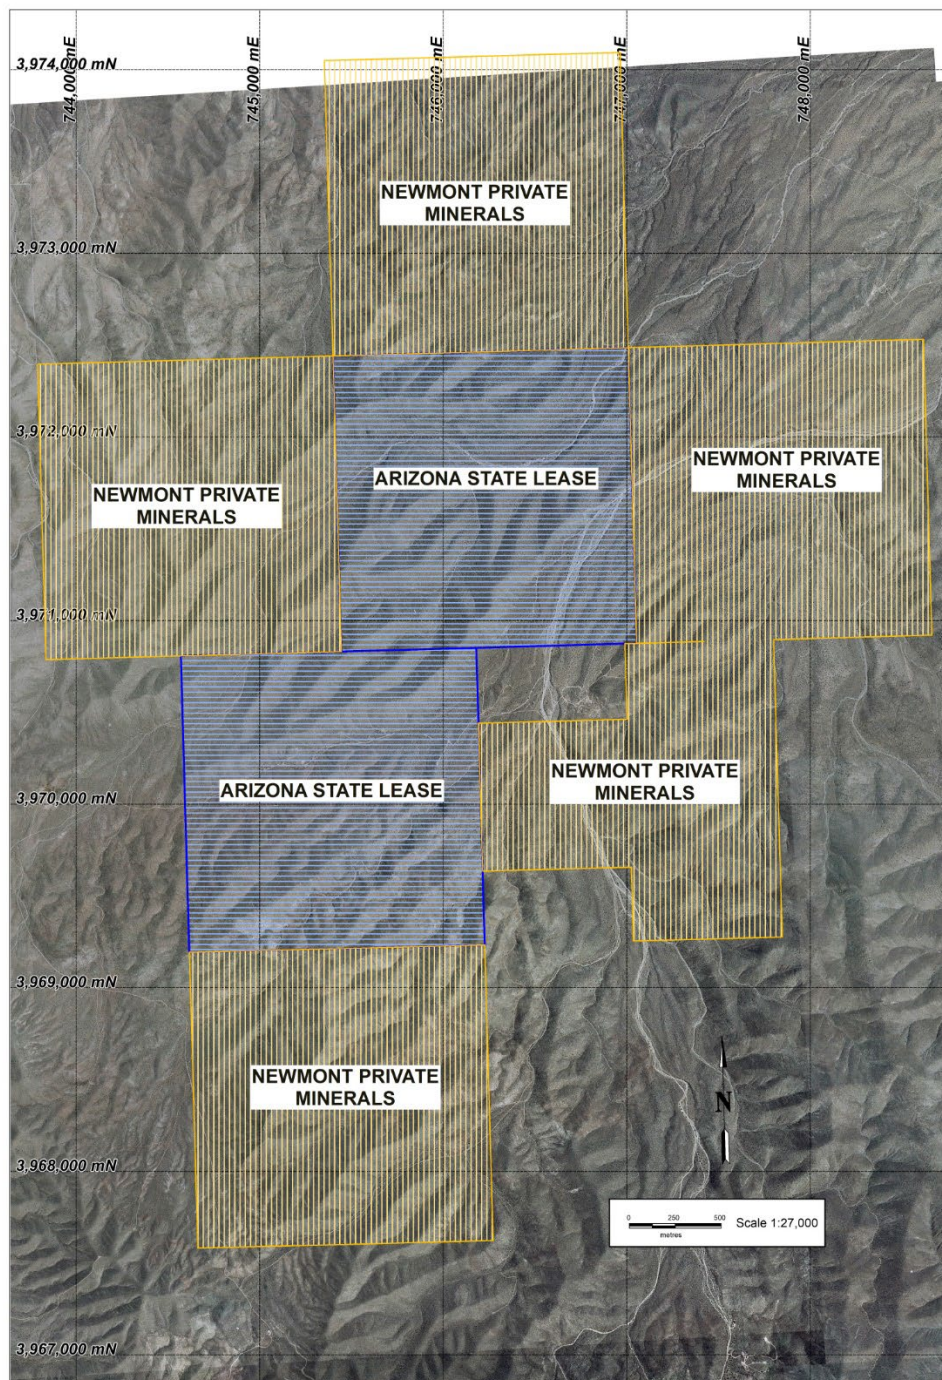 744,000 mE
745,000 mE
746,000 mE
747,000 mE
748,000 mE
3,974,000 mN
NEWMONT PRIVATE
MINERALS
3,973,000 mN
3,972,000 mN
NEWMONT PRIVATE
MINERALS
ARIZONA STATE LEASE
NEWMONT PRIVATE
MINERALS
3,971,000 mN
ARIZONA STATE LEASE
NEWMONT PRIVATE
MINERALS
3,970,000 mN
3,969,000 mN
NEWMONT PRIVATE
MINERALS
N
3,968,000 mN
0 250 500
metres
Scale 1:27,000
3,967,000 mN